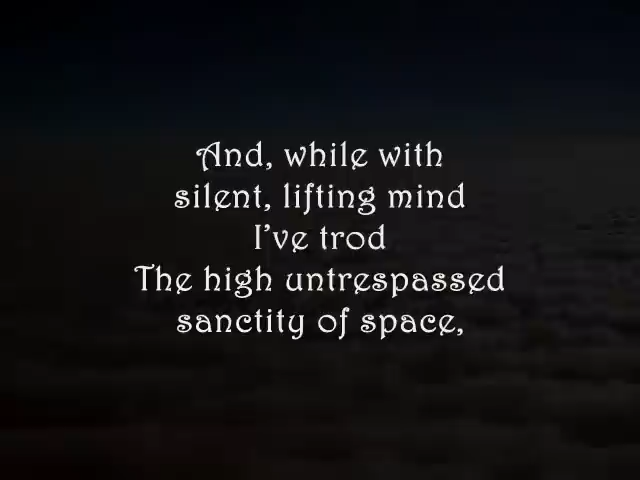 And, while with
silent, lifting mind
I've trod
The high untrespassed
sanctity of space,